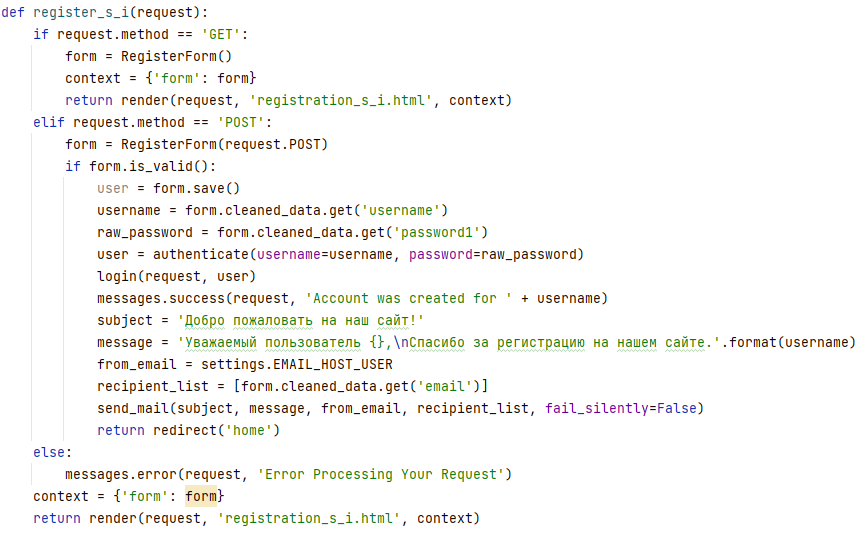 def register_s_i(request):
    if request.method == 'GET':
        form = RegisterForm()
        context = {'form': form}
        return render(request, 'registration_s_i.html', context)
    elif request.method == 'POST':
        form = RegisterForm(request.POST)
        if form.is_valid():
            user = form.save()
            username = form.cleaned_data.get('username')
            raw_password = form.cleaned_data.get('password1')
            user = authenticate(username=username, password=raw_password)
            login(request, user)
            messages.success(request, 'Account was created for ' + username)
            subject = 'Добро пожаловать на наш сайт!'
            message = 'Уважаемый пользователь {},\nСпасибо за регистрацию на нашем сайте.'.format(username)
            from_email = settings.EMAIL_HOST_USER
            recipient_list = [form.cleaned_data.get('email')]
            send_mail(subject, message, from_email, recipient_list, fail_silently=False)
            return redirect('home')
    else:
        messages.error(request, 'Error Processing Your Request')
    context = {'form': form}
    return render(request, 'registration_s_i.html', context)